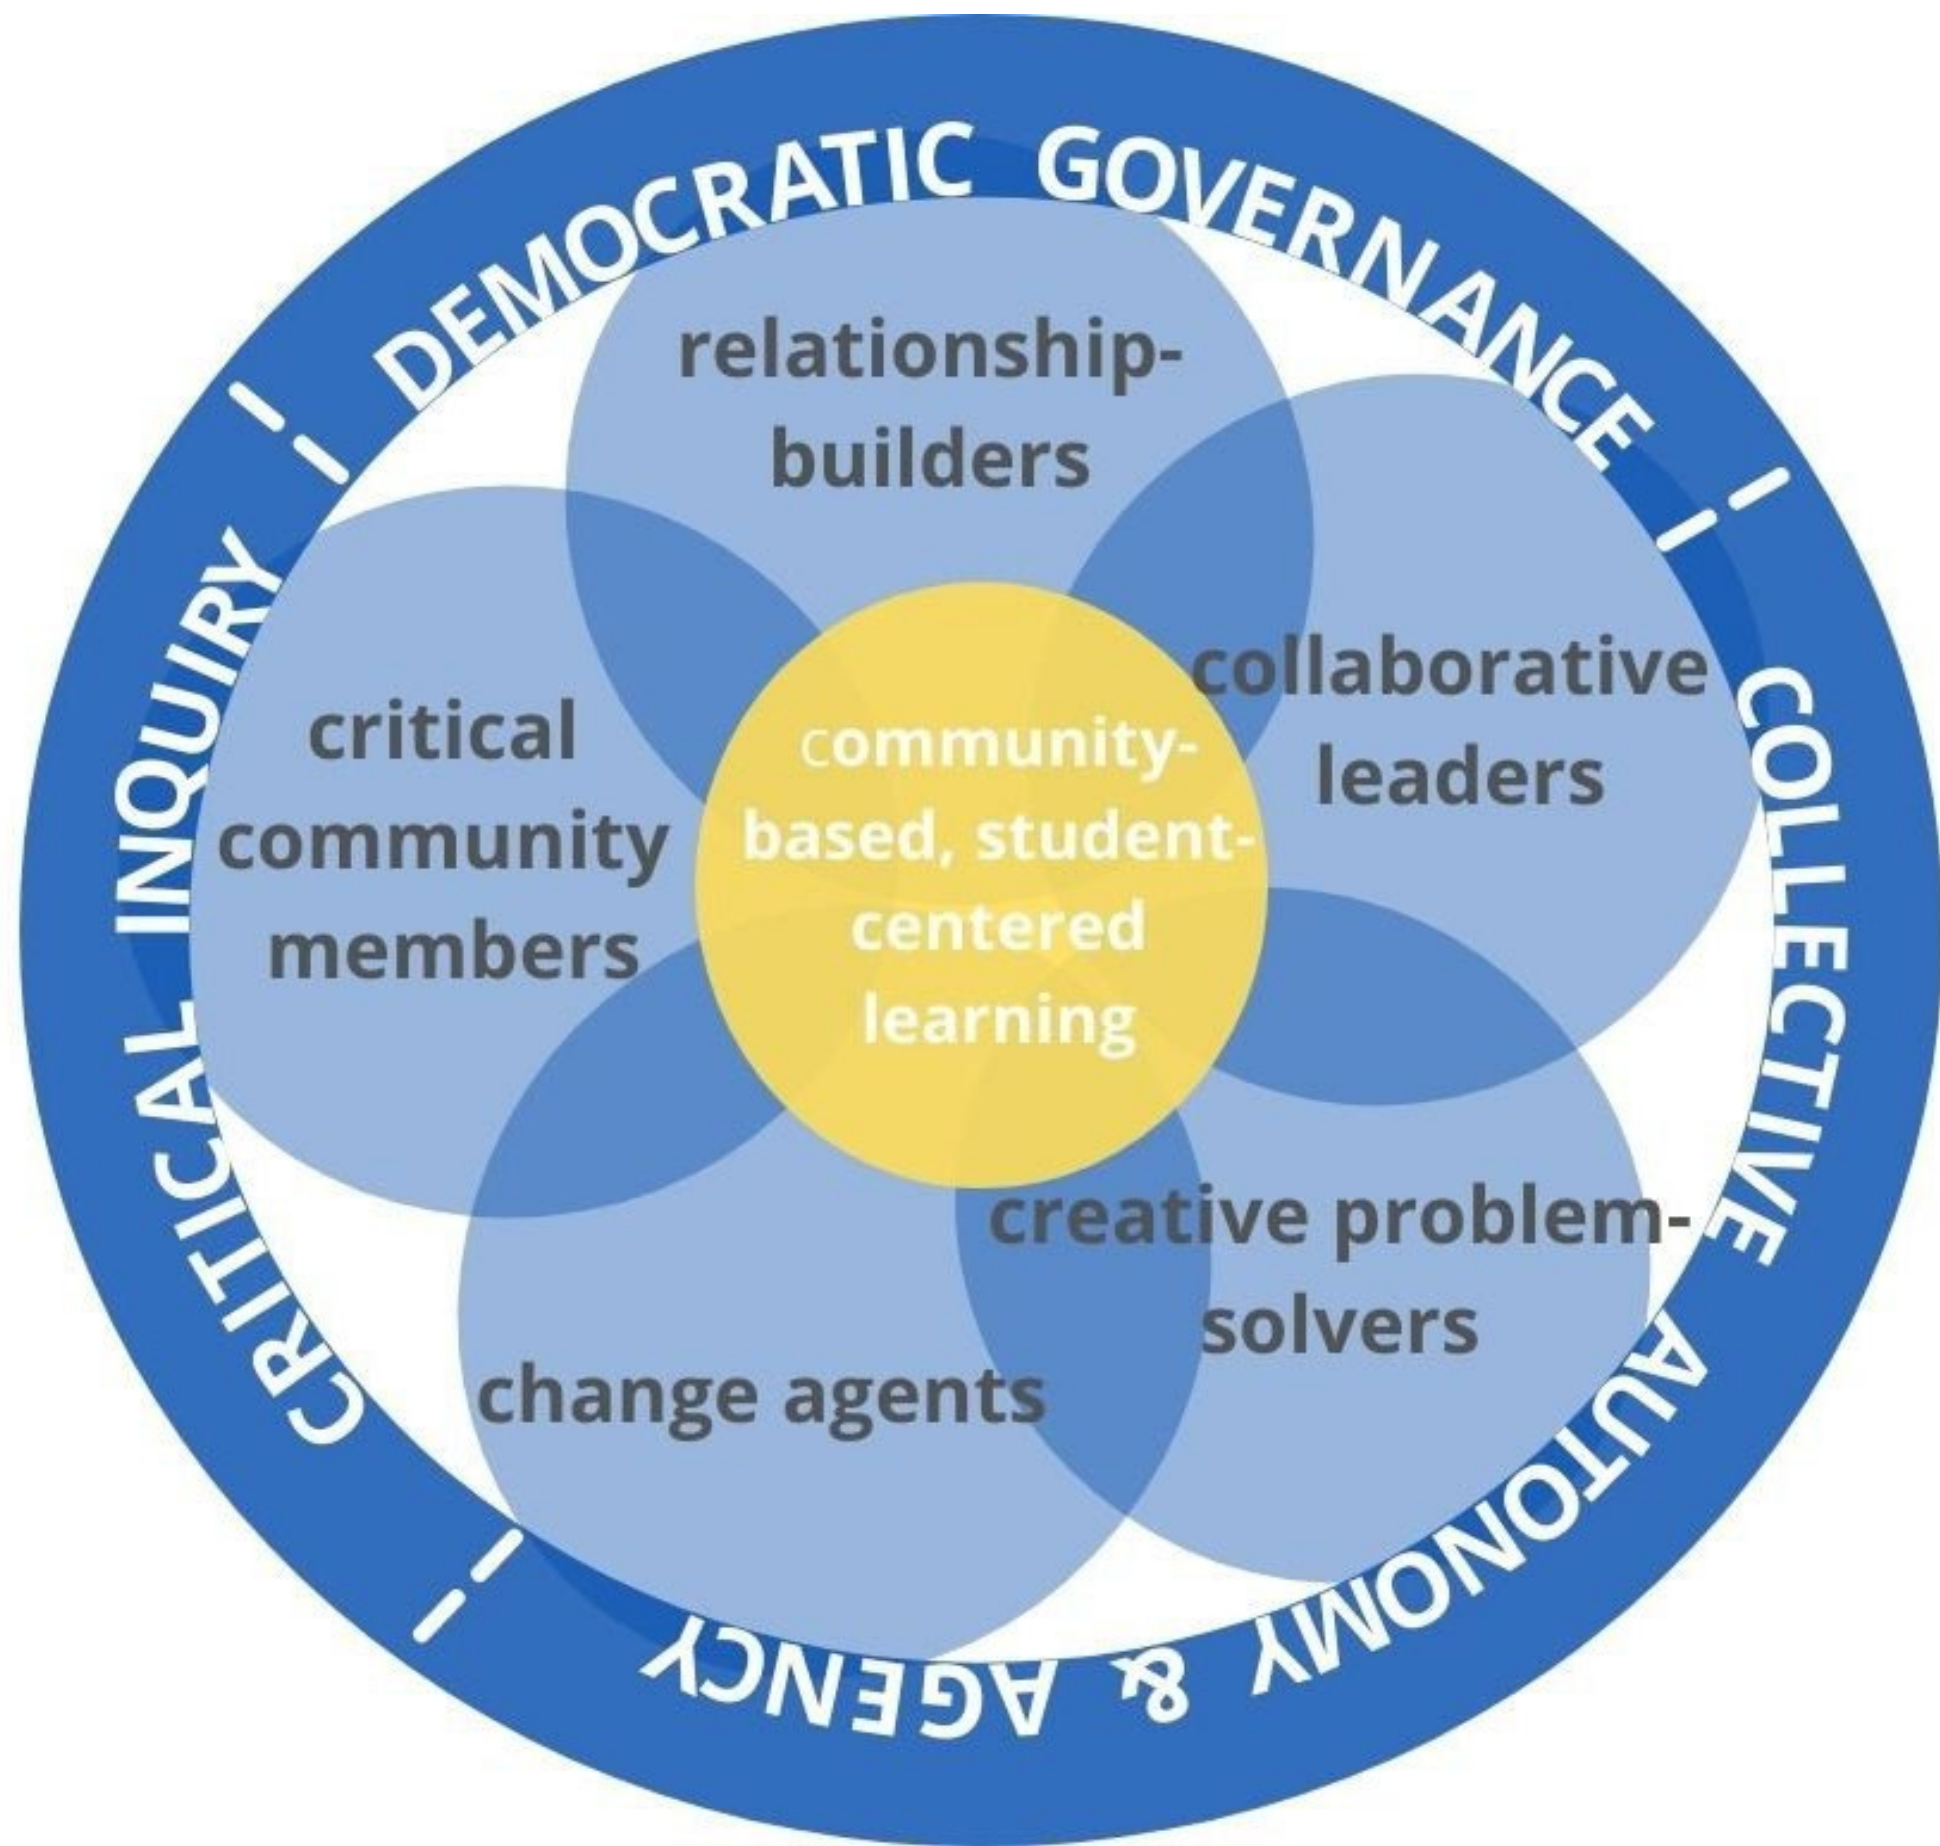 DEMOCRATIC GOVERNANCE
COLLECTIVE AUTONOMY & AGENCY
CRITICAL INQUIRY
relationship-
builders
collaborative
leaders
creative problem-
solvers
change agents
critical
community
members
community-
based, student-
centered
learning